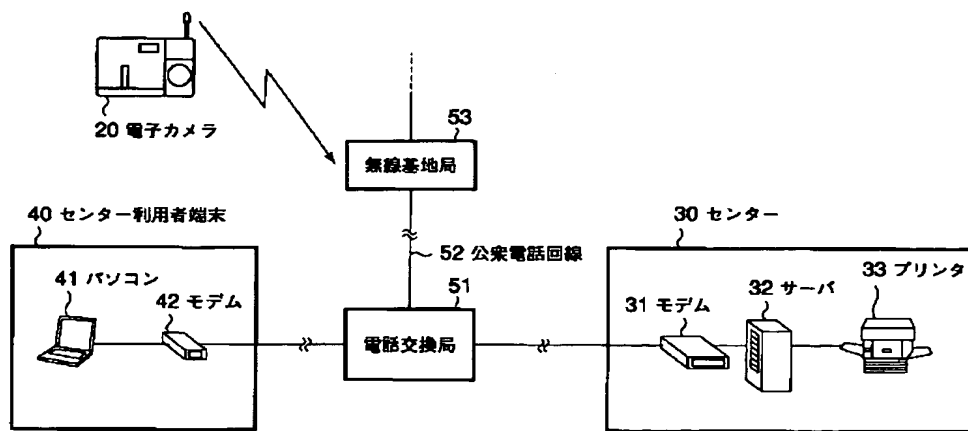 20 電子カメラ
53
無線基地局
40 センター利用者端末
30 センター
52 公衆電話回線
41 パソコン
42 モデム
51
電話交換局
31 モデム
32 サーバ
33 プリンタ